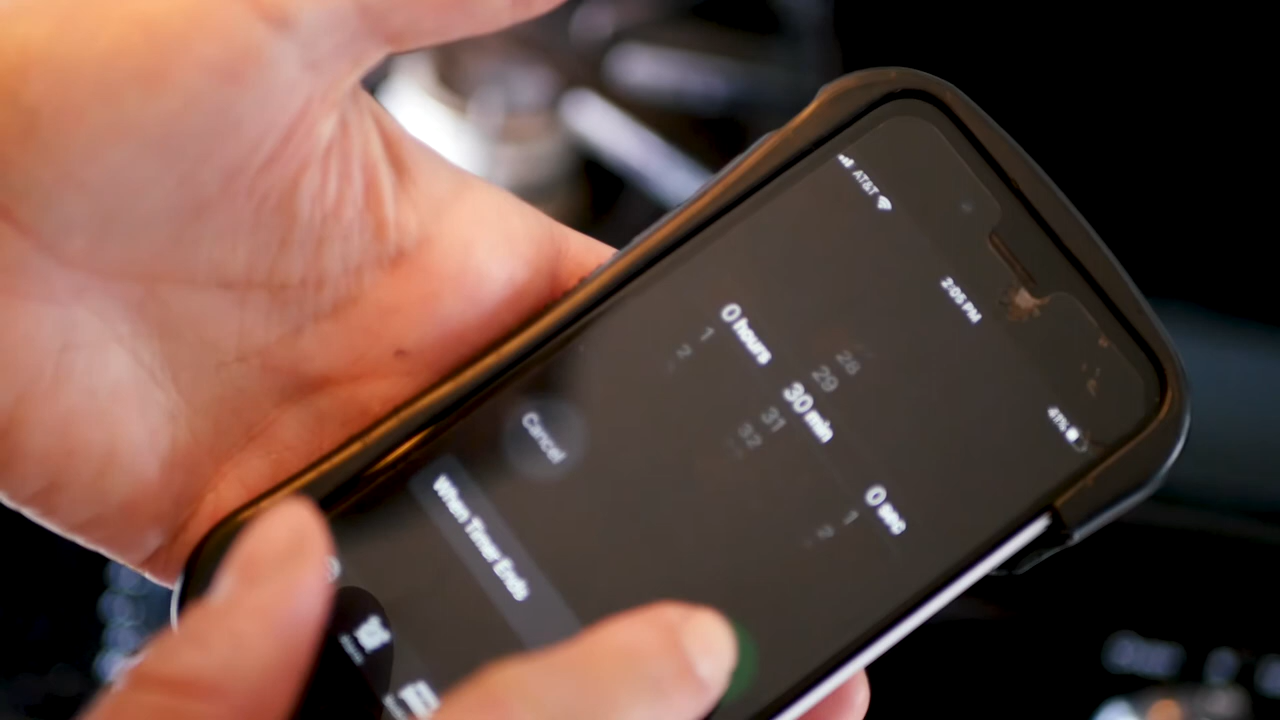 AT&T
2:05 PM
41%
28
29
0 hours 30 min 0 sec
1 31 1
2 32 2
Cancel
When Timer Ends